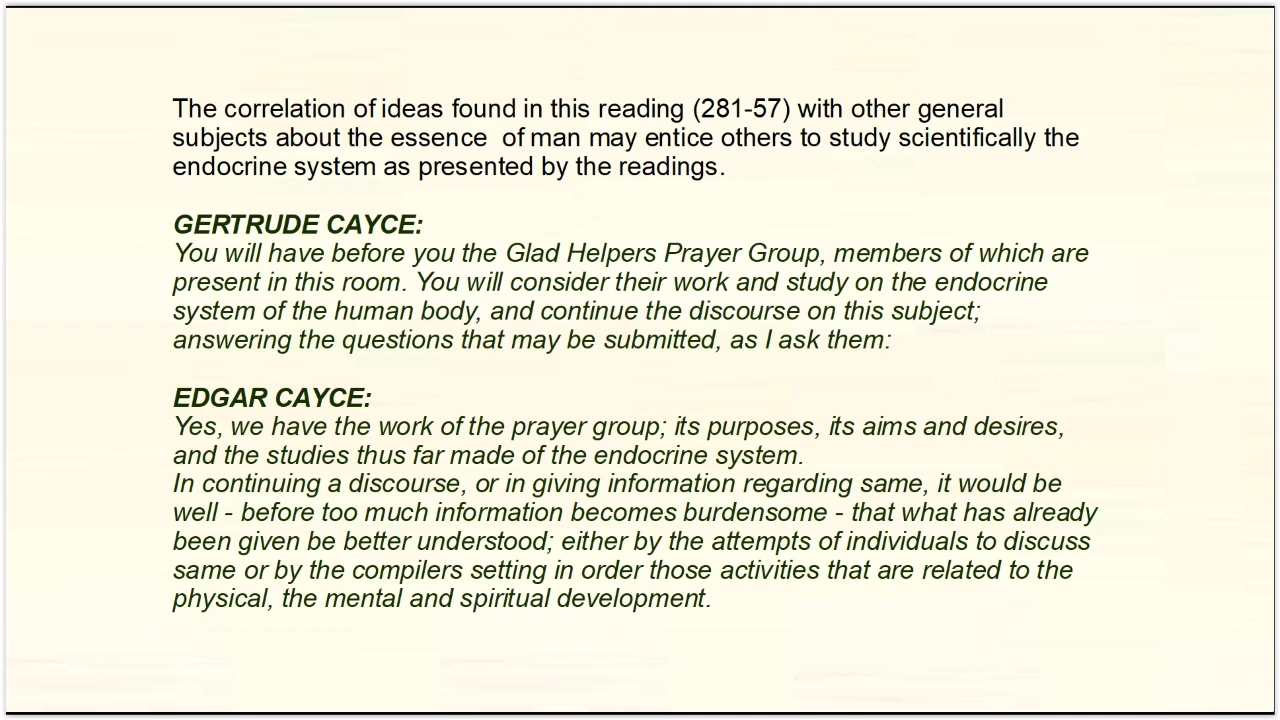 The correlation of ideas found in this reading (281-57) with other general
subjects about the essence  of man may entice others to study scientifically the
endocrine system as presented by the readings.
GERTRUDE CAYCE:
You will have before you the Glad Helpers Prayer Group, members of which are
present in this room. You will consider their work and study on the endocrine
system of the human body, and continue the discourse on this subject;
answering the questions that may be submitted, as I ask them:
EDGAR CAYCE:
Yes, we have the work of the prayer group; its purposes, its aims and desires,
and the studies thus far made of the endocrine system.
In continuing a discourse, or in giving information regarding same, it would be
well - before too much information becomes burdensome - that what has already
been given be better understood; either by the attempts of individuals to discuss
same or by the compilers setting in order those activities that are related to the
physical, the mental and spiritual development.